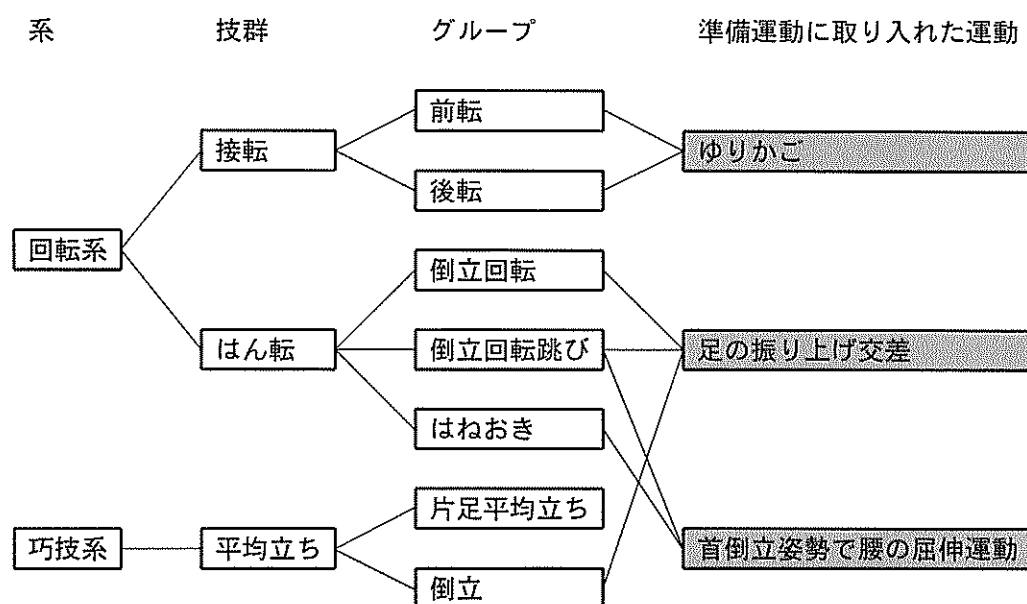 系 技群 グループ 準備運動に取り入れた運動
前転
接転 ゆりかご
後転
回転系 倒立回転
はん転 倒立回転跳び 足の振り上げ交差
はねおき
片足平均立ち
巧技系 平均立ち 首倒立姿勢で腰の屈伸運動
倒立